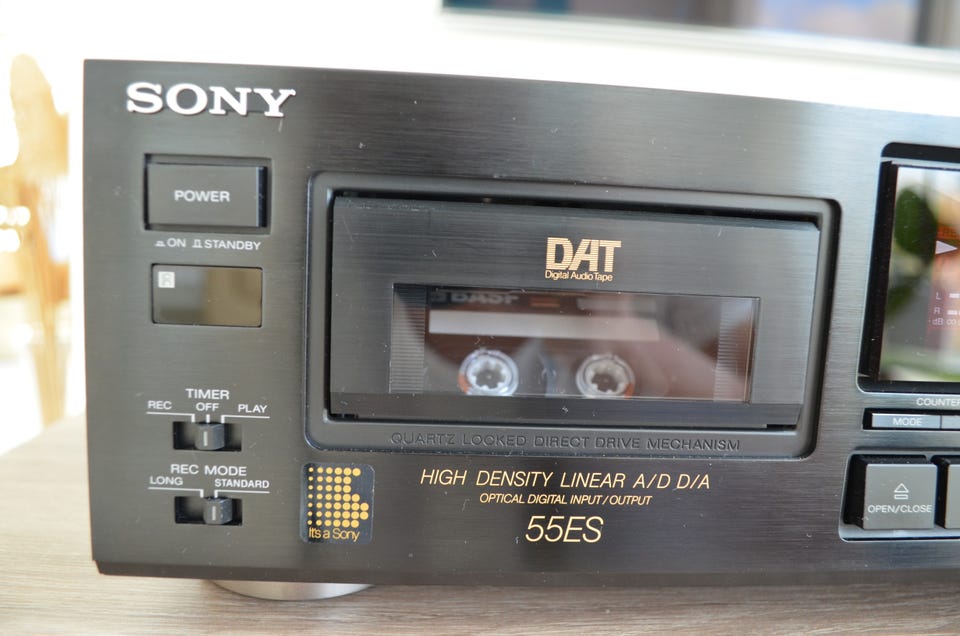 SONY
POWER
ON STANDBY
R
TIMER
REC OFF PLAY
REC MODE
LONG STANDARD
It's a Sony
DAT
Digital Audio Tape
BASF
QUARTZ LOCKED DIRECT DRIVE MECHANISM
HIGH DENSITY LINEAR A/D D/A
OPTICAL DIGITAL INPUT/OUTPUT
55ES
L
R
dB ∞
COUNTER
MODE
OPEN/CLOSE